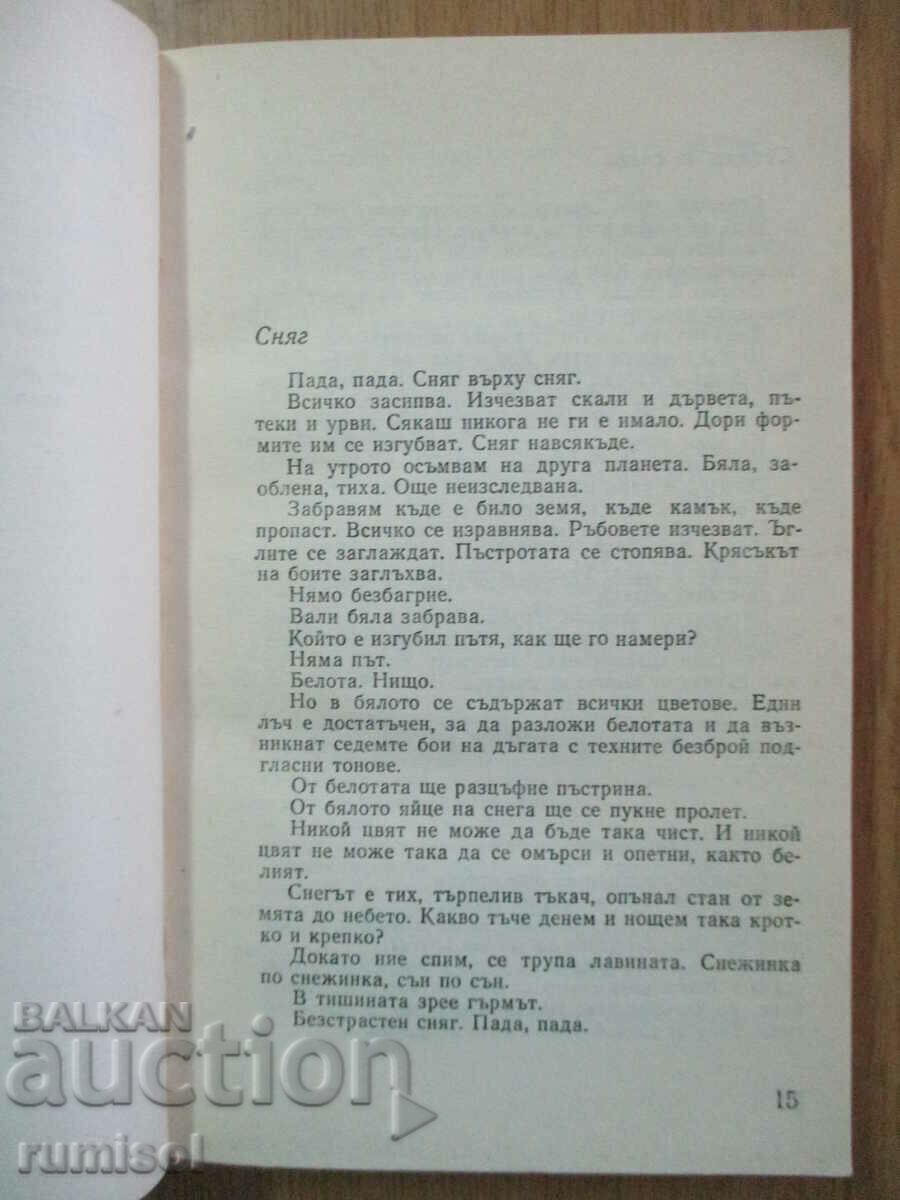 Сняг
Пада, пада. Сняг върху сняг.
Всичко засипва. Изчезват скали и дървета, пъ-
теки и урви. Сякаш никога не ги е имало. Дори фор-
мите им се изгубват. Сняг навсякъде.
На утрото осъмвам на друга планета. Бяла, за-
облена, тиха. Още неизследвана.
Забравям къде е било земя, къде камък, къде
пропаст. Всичко се изравнява. Ръбовете изчезват. Ъг-
лите се заглаждат. Пъстротата се стопява. Крясъкът
на боите заглъхва.
Нямо безбагрие.
Вали бяла забрава.
Който е изгубил пътя, как ще го намери?
Няма път.
Белота. Нищо.
Но в бялото се съдържат всички цветове. Един
лъч е достатъчен, за да разложи белотата и да въз-
никнат седемте бои на дъгата с техните безброй под-
гласни тонове.
От белотата ще разцъфне пъстрина.
От бялото яйце на снега ще се пукне пролет.
Никой цвят не може да бъде така чист. И никой
цвят не може така да се омърси и опетни, както бе-
лият.
Снегът е тих, търпелив тъкач, опънал стан от зе-
мята до небето. Какво тъче денем и нощем така крот-
ко и крепко?
Докато ние спим, се трупа лавината. Снежинка
по снежинка, сън по сън.
В тишината зрее гърмът.
Безстрастен сняг. Пада, пада.
15
BALKAN
auction
rumisol